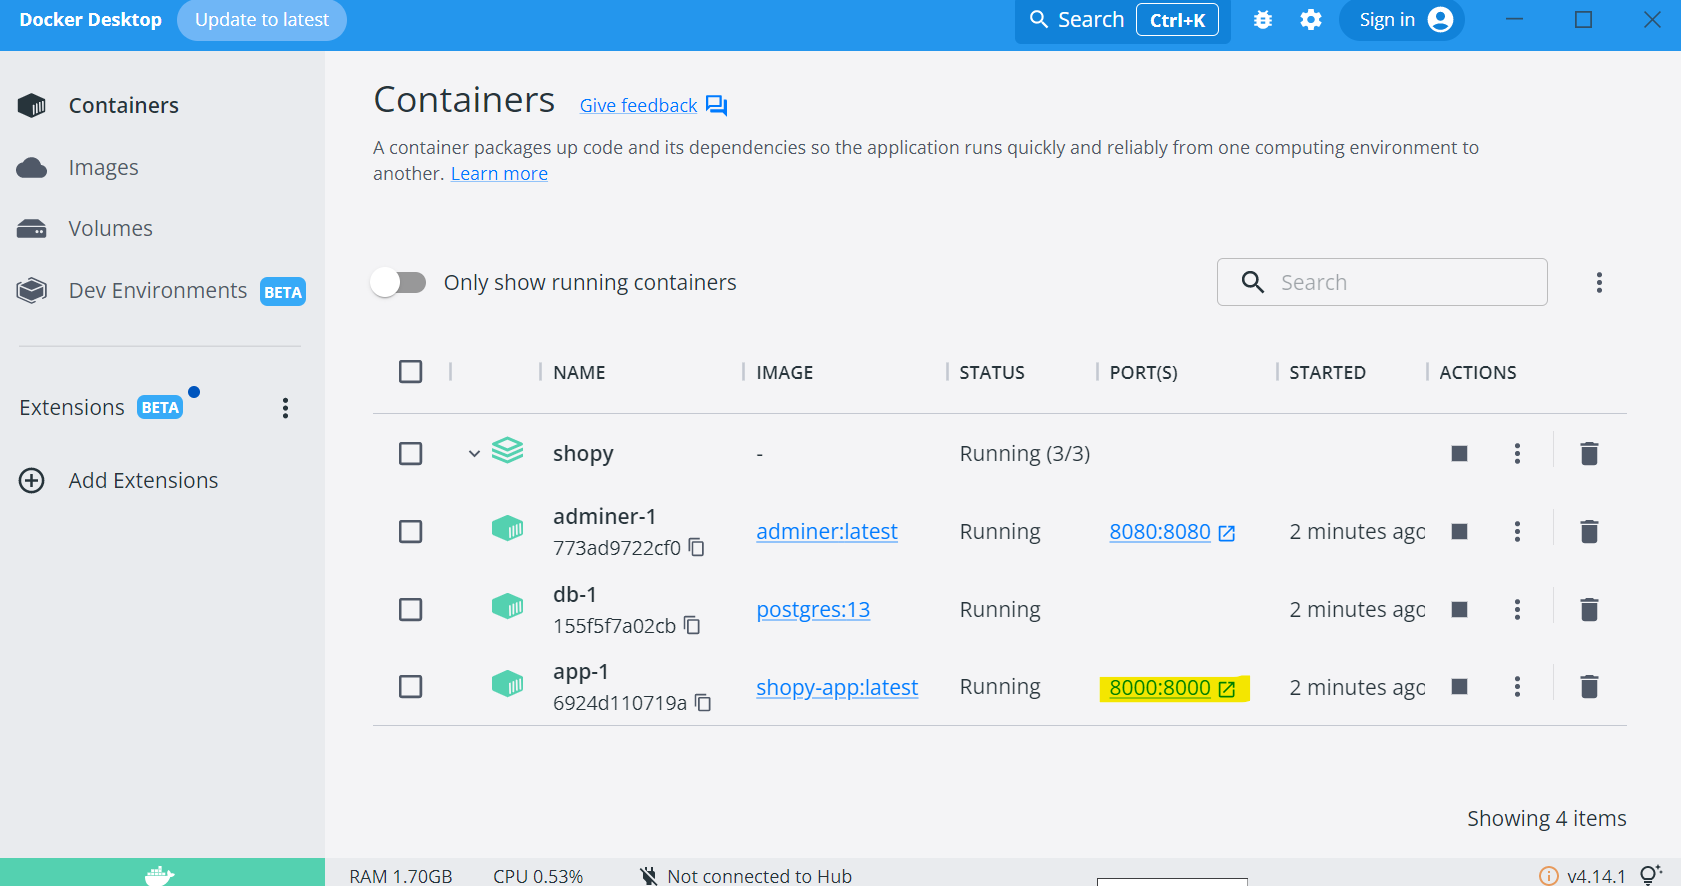 Docker Desktop Update to latest Search Ctrl+K Sign in
Containers
Images
Volumes
Dev Environments BETA
Extensions BETA
Add Extensions
Containers Give feedback
A container packages up code and its dependencies so the application runs quickly and reliably from one computing environment to
another. Learn more
Only show running containers Search
NAME IMAGE STATUS PORT(S) STARTED ACTIONS
shopy - Running (3/3)
adminer-1
773ad9722cf0 adminer:latest Running 8080:8080 2 minutes ago
db-1
155f5f7a02cb postgres:13 Running 2 minutes ago
app-1
6924d110719a shopy-app:latest Running 8000:8000 2 minutes ago
Showing 4 items
RAM 1.70GB CPU 0.53% Not connected to Hub v4.14.1